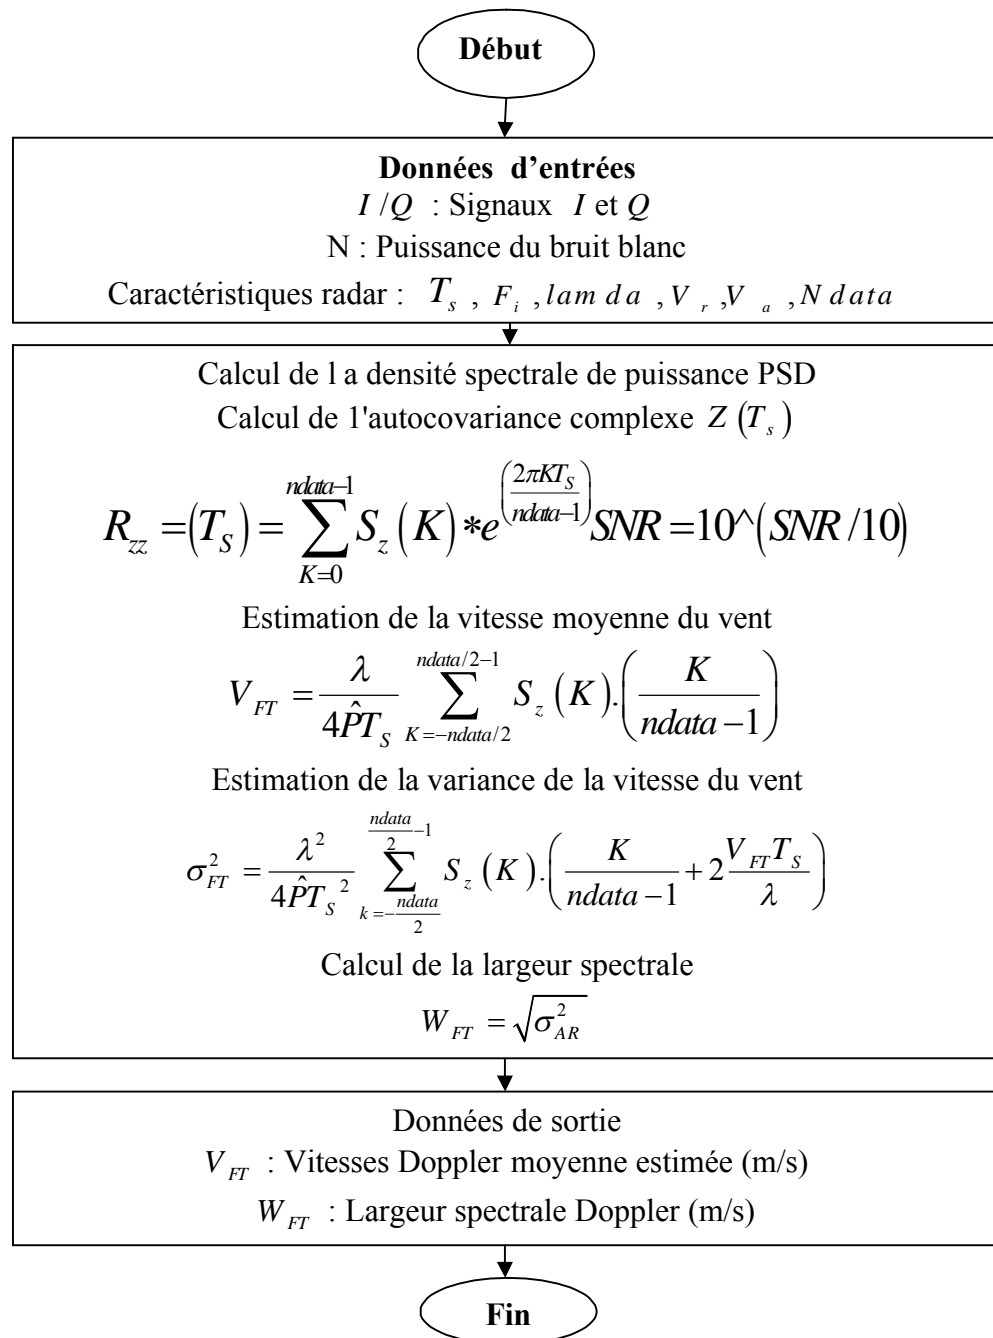 Début
Données d'entrées
I /Q : Signaux I et Q
N : Puissance du bruit blanc
Caractéristiques radar : T_s , F_i , lam da , V_r , V_a , N data
Calcul de l a densité spectrale de puissance PSD
Calcul de 1'autocovariance complexe Z (T_s)
R_zz =(T_S) = ∑_{K=0}^{ndata−1} S_z (K) * e^{(2πKT_S / ndata−1)} SNR =10^(SNR /10)
Estimation de la vitesse moyenne du vent
V_FT = λ / 4P̂T_S ∑_{K=−ndata/2}^{ndata/2−1} S_z (K).(K / ndata −1)
Estimation de la variance de la vitesse du vent
σ²_FT = λ² / 4P̂T_S² ∑_{k=−ndata/2}^{ndata/2 −1} S_z (K).(K / ndata −1 + 2 V_FT T_S / λ)
Calcul de la largeur spectrale
W_FT = √σ²_AR
Données de sortie
V_FT : Vitesses Doppler moyenne estimée (m/s)
W_FT : Largeur spectrale Doppler (m/s)
Fin